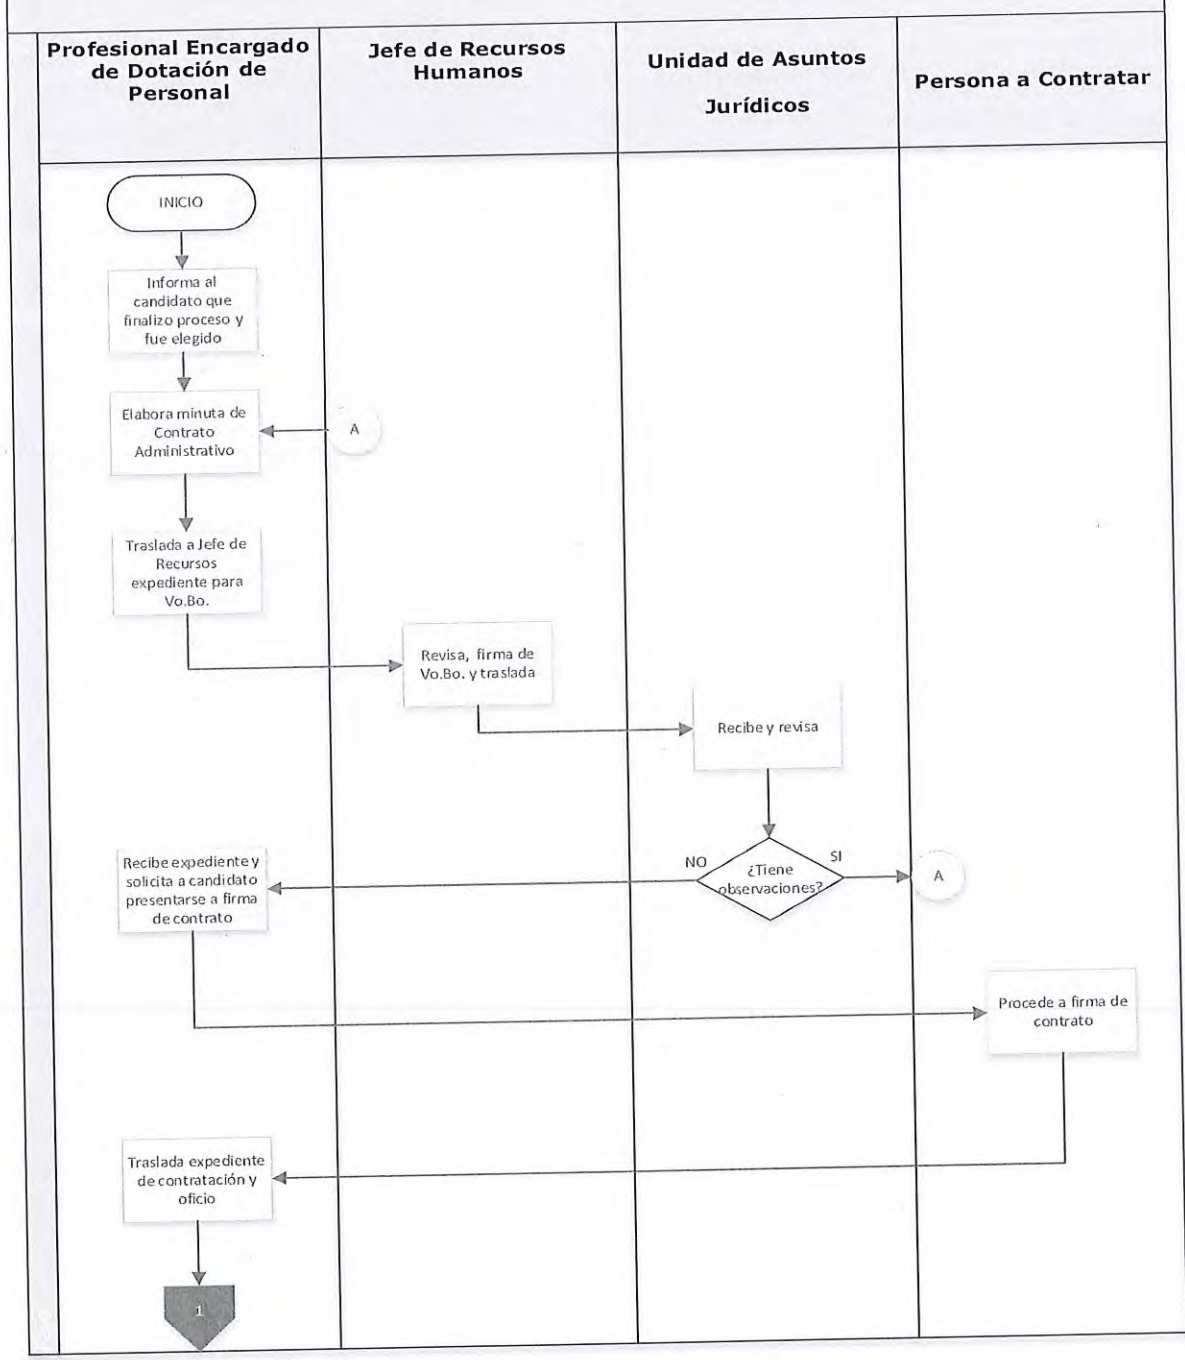 Profesional Encargado
de Dotación de
Personal
Jefe de Recursos
Humanos
Unidad de Asuntos
Jurídicos
Persona a Contratar
INICIO
Informa al
candidato que
finalizo proceso y
fue elegido
Elabora minuta de
Contrato
Administrativo
A
Traslada a Jefe de
Recursos
expediente para
Vo.Bo.
Revisa, firma de
Vo.Bo. y traslada
Recibe y revisa
¿Tiene
observaciones?
NO
SI
A
Recibe expediente y
solicita a candidato
presentarse a firma
de contrato
Procede a firma de
contrato
Traslada expediente
de contratación y
oficio
1